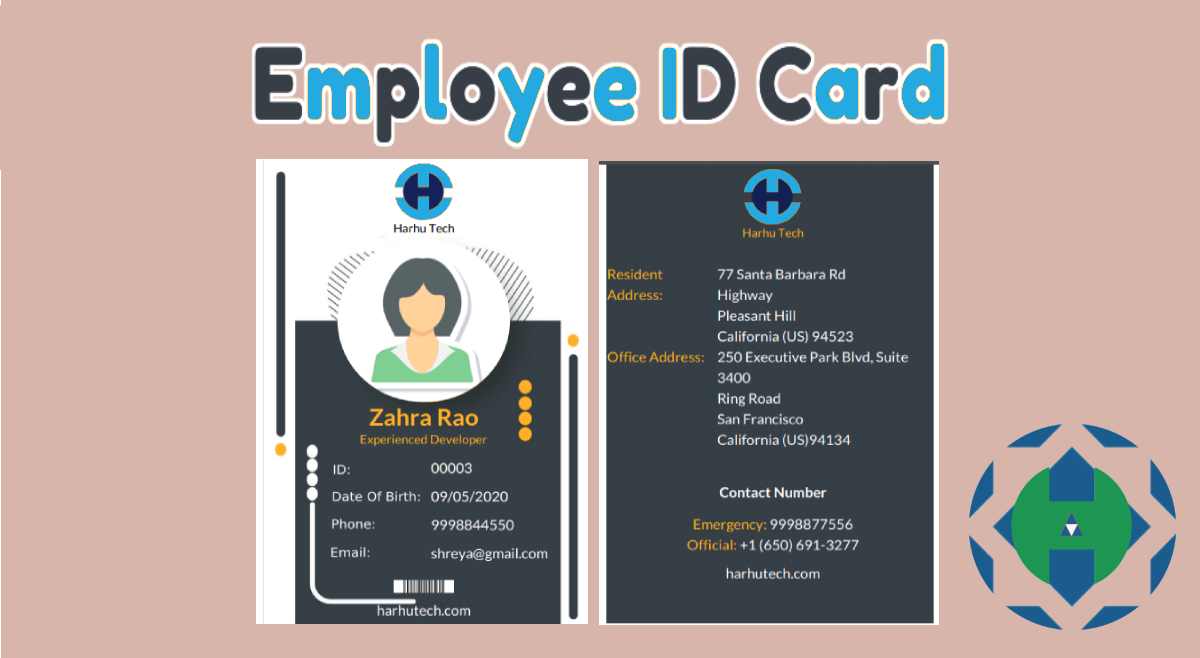 Employee ID Card
Harhu Tech
Zahra Rao
Experienced Developer
ID: 00003
Date Of Birth: 09/05/2020
Phone: 9998844550
Email: shreya@gmail.com
harhutech.com
Harhu Tech
Resident 77 Santa Barbara Rd
Address: Highway
Pleasant Hill
California (US) 94523
Office Address: 250 Executive Park Blvd, Suite
3400
Ring Road
San Francisco
California (US)94134
Contact Number
Emergency: 9998877556
Official: +1 (650) 691-3277
harhutech.com